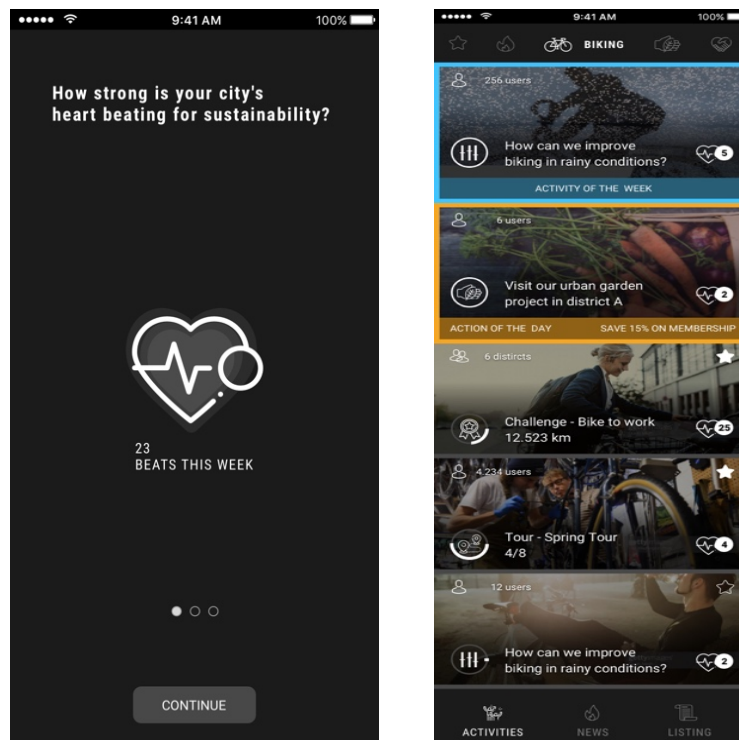 9:41 AM
100%
How strong is your city's
heart beating for sustainability?
23
BEATS THIS WEEK
CONTINUE
9:41 AM
100%
BIKING
256 users
How can we improve
biking in rainy conditions?
5
ACTIVITY OF THE WEEK
6 users
Visit our urban garden
project in district A
2
ACTION OF THE DAY
SAVE 15% ON MEMBERSHIP
6 distircts
Challenge - Bike to work
12.523 km
25
4.234 users
Tour - Spring Tour
4/8
4
12 users
How can we improve
biking in rainy conditions?
2
ACTIVITIES
NEWS
LISTING